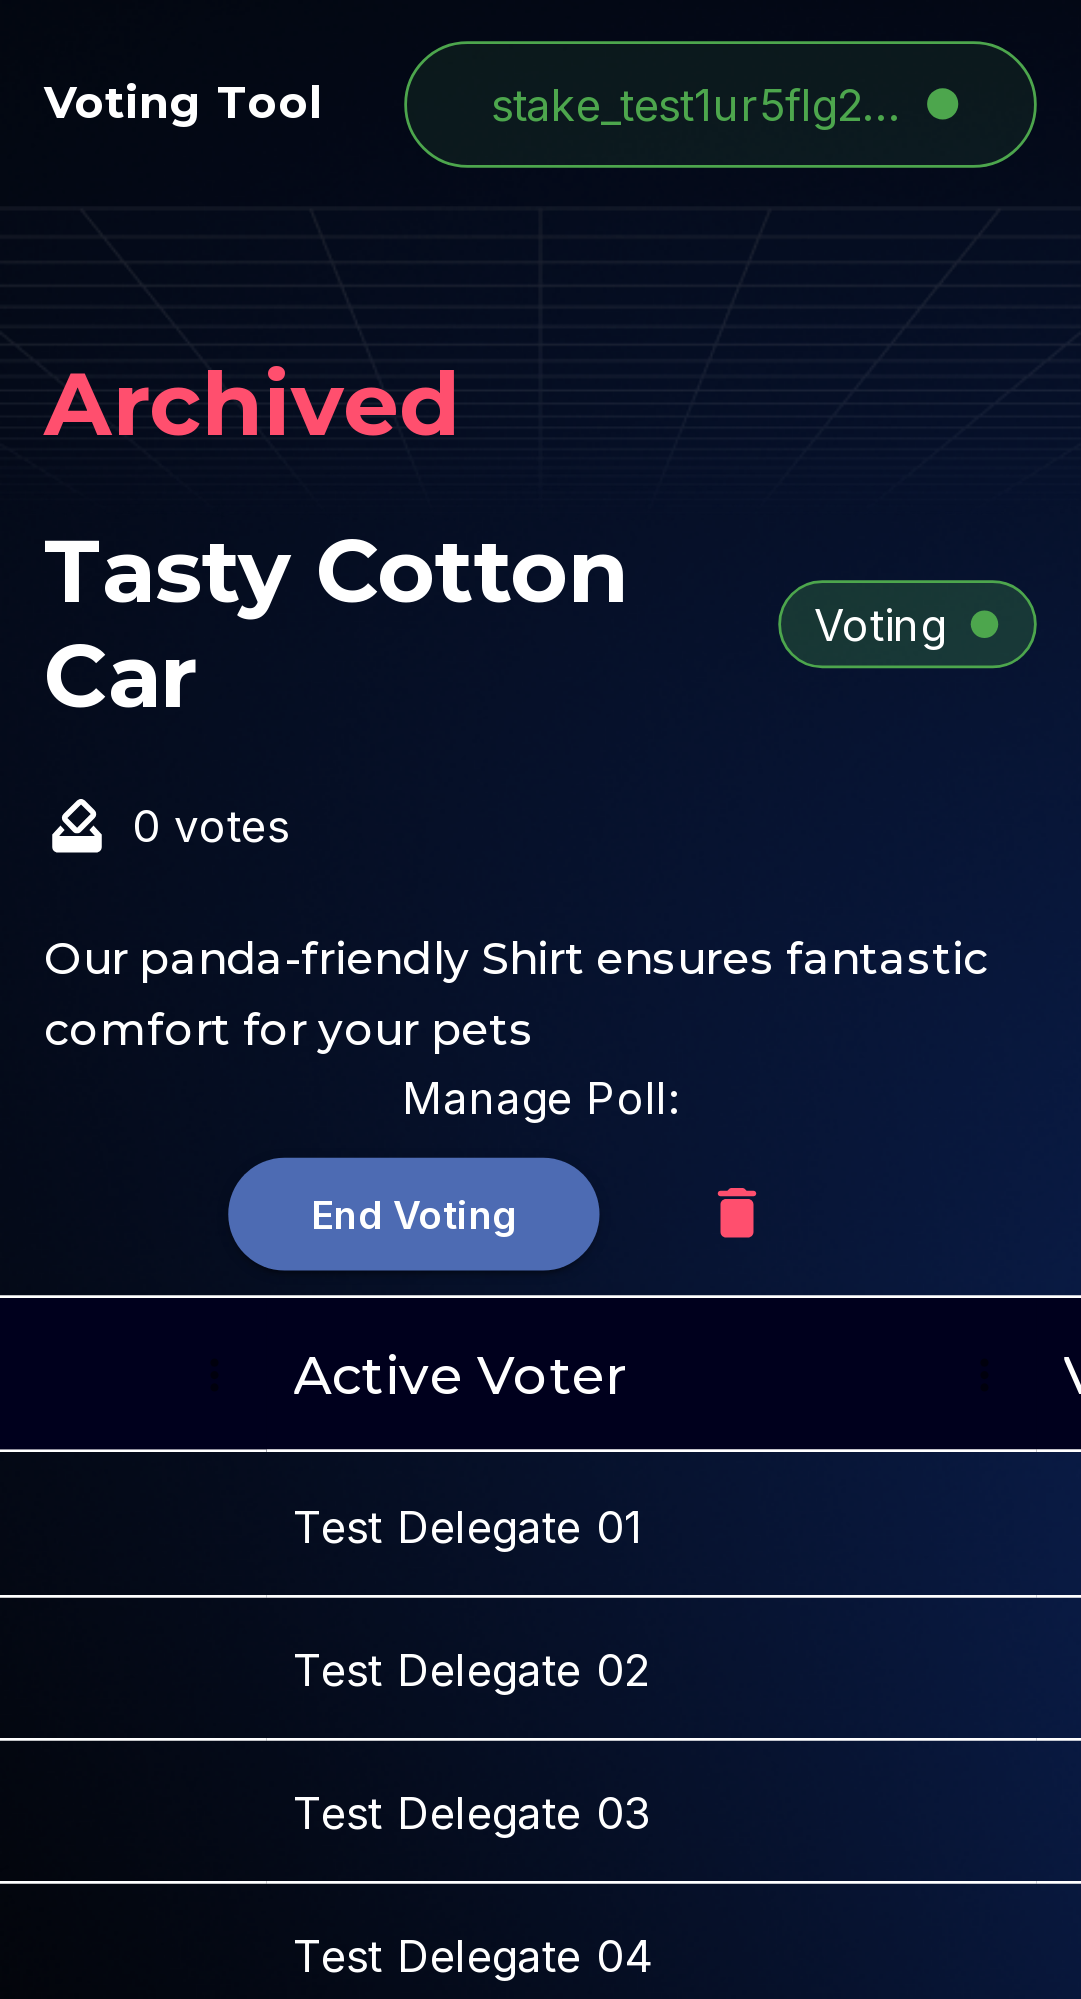 Voting Tool
stake_test1ur5flg2...
Archived
Tasty Cotton
Car
Voting
0 votes
Our panda-friendly Shirt ensures fantastic
comfort for your pets
Manage Poll:
End Voting
Active Voter
Test Delegate 01
Test Delegate 02
Test Delegate 03
Test Delegate 04